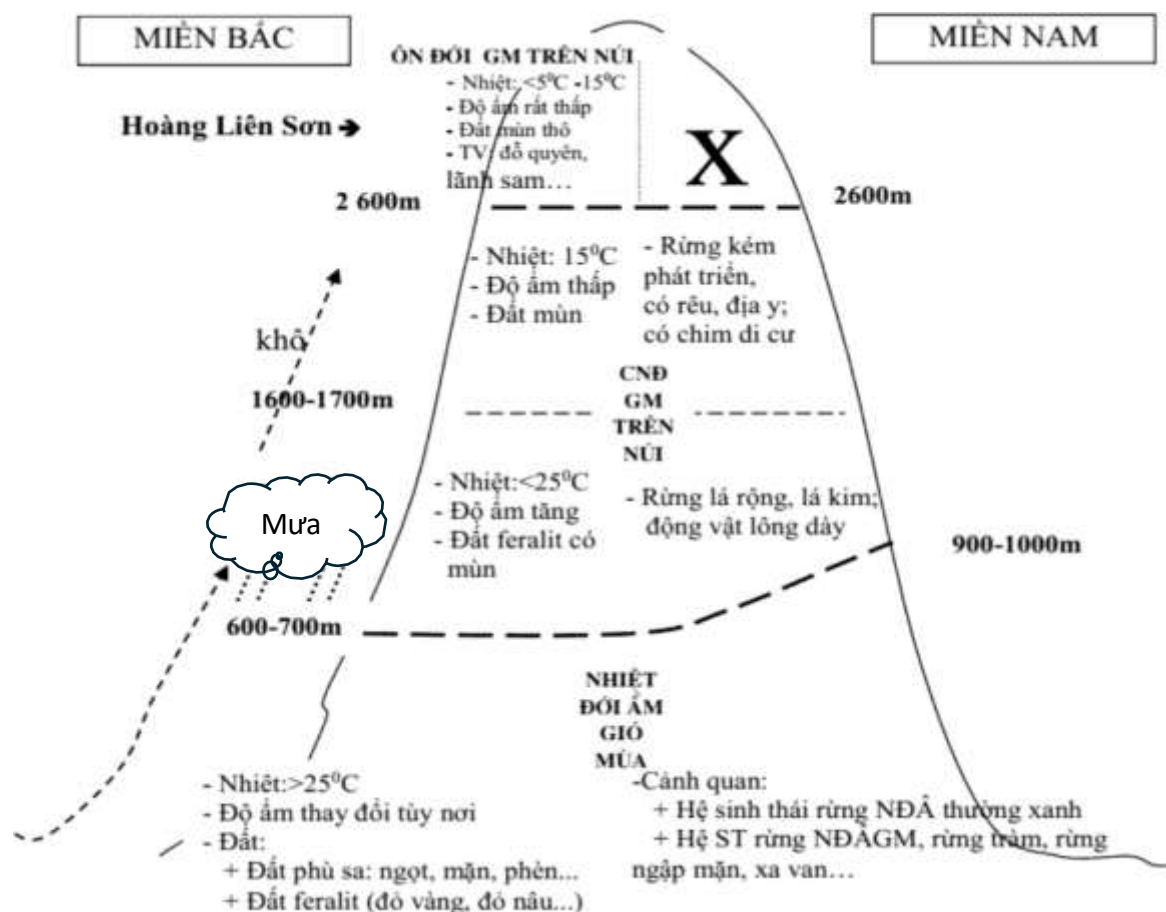 MIỀN BẮC
MIỀN NAM
ÔN ĐỚI GM TRÊN NÚI
- Nhiệt: <5⁰C -15⁰C
- Độ ẩm rất thấp
- Đất mùn thô
- TV: đỗ quyên,
lãnh sam…
Hoàng Liên Sơn ➔
X
2 600m
2600m
- Nhiệt: 15⁰C
- Độ ẩm thấp
- Đất mùn
- Rừng kém
phát triển,
có rêu, địa y;
có chim di cư
khô
1600-1700m
CNĐ
GM
TRÊN
NÚI
Mưa
- Nhiệt:<25⁰C
- Độ ẩm tăng
- Đất feralit có
mùn
- Rừng lá rộng, lá kim;
động vật lông dày
900-1000m
600-700m
NHIỆT
ĐỚI ẨM
GIÓ
MÙA
- Nhiệt:>25⁰C
- Độ ẩm thay đổi tùy nơi
- Đất:
+ Đất phù sa: ngọt, mặn, phèn...
+ Đất feralit (đỏ vàng, đỏ nâu...)
-Cảnh quan:
+ Hệ sinh thái rừng NĐÂ thường xanh
+ Hệ ST rừng NĐÂGM, rừng tràm, rừng
ngập mặn, xa van…